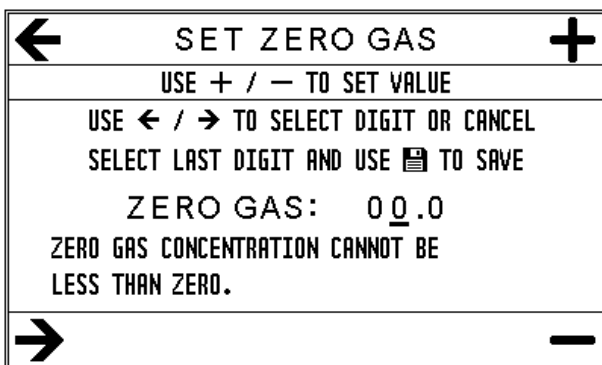 ← SET ZERO GAS +
USE + / − TO SET VALUE
USE ← / → TO SELECT DIGIT OR CANCEL
SELECT LAST DIGIT AND USE 💾 TO SAVE
ZERO GAS: 00.0
ZERO GAS CONCENTRATION CANNOT BE
LESS THAN ZERO.
→ −